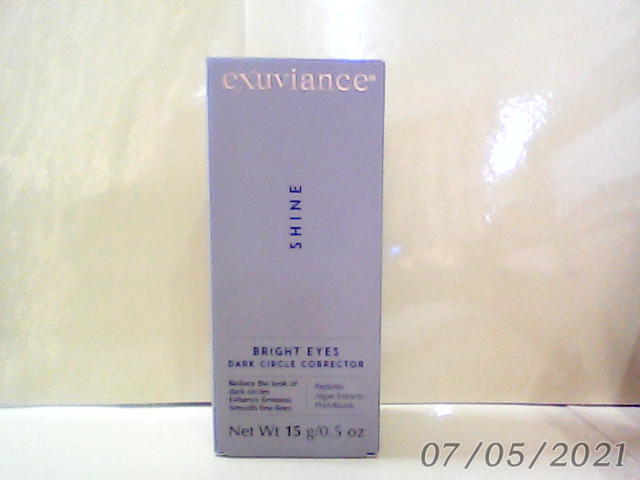 exuviance®
SHINE
BRIGHT EYES
DARK CIRCLE CORRECTOR
Reduce the look of
dark circles
Enhance firmness
Smooth fine lines
Peptides
Algae Extracts
Net Wt 15 g/0.5 oz
07/05/2021